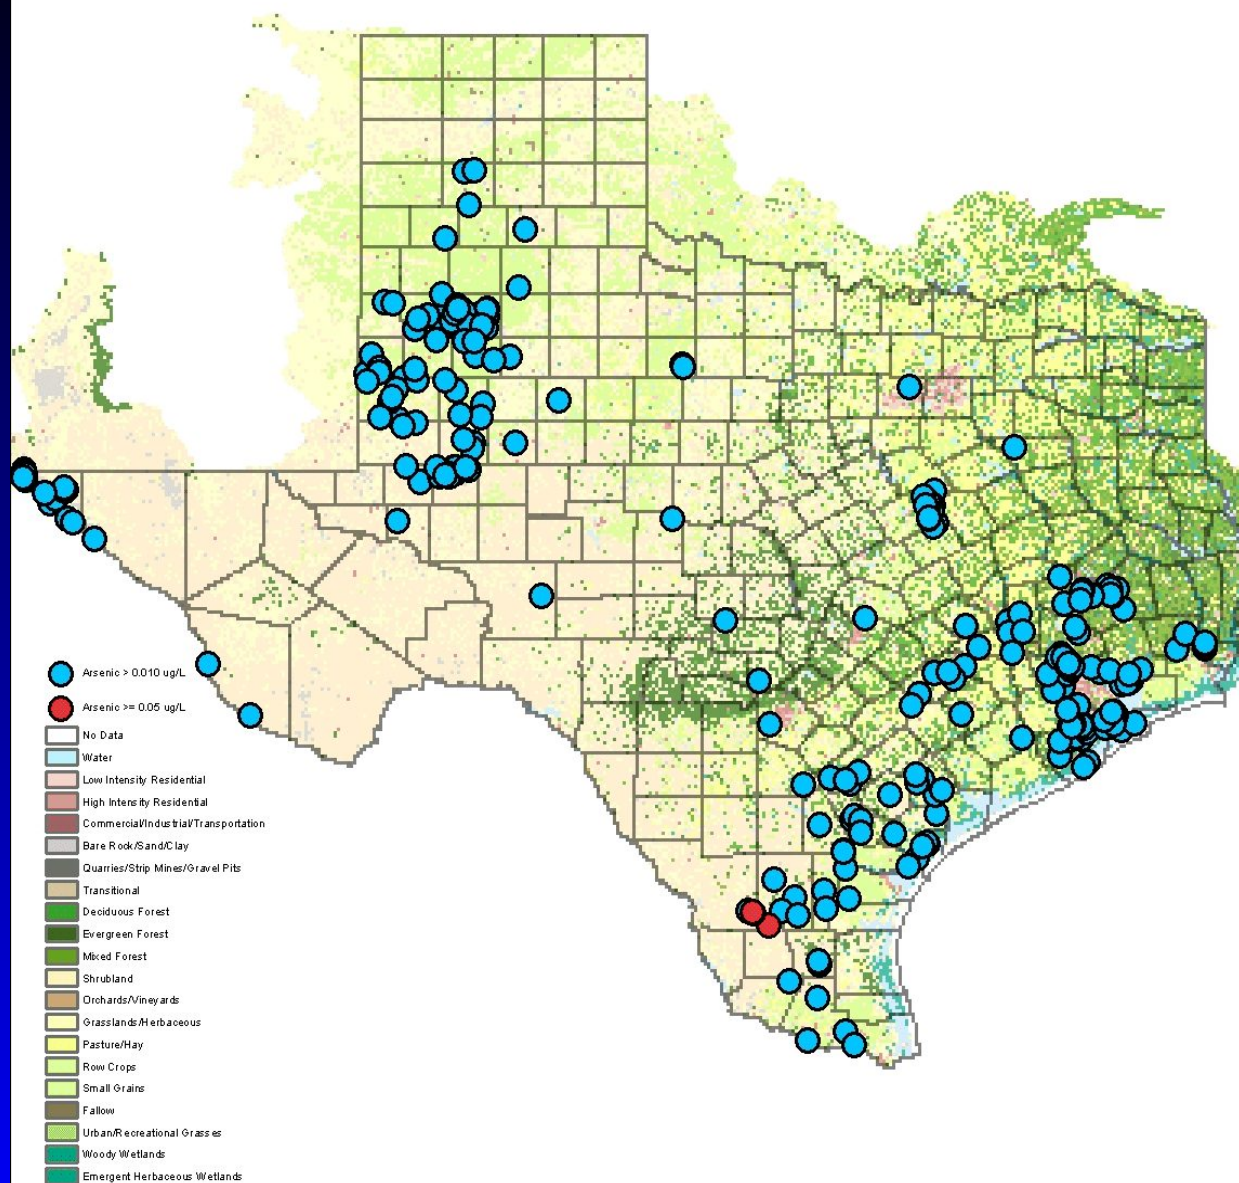 Arsenic > 0.010 ug/L
Arsenic >= 0.05 ug/L
No Data
Water
Low Intensity Residential
High Intensity Residential
Commercial/Industrial/Transportation
Bare Rock/Sand/Clay
Quarries/Strip Mines/Gravel Pits
Transitional
Deciduous Forest
Evergreen Forest
Mixed Forest
Shrubland
Orchards/Vineyards
Grasslands/Herbaceous
Pasture/Hay
Row Crops
Small Grains
Fallow
Urban/Recreational Grasses
Woody Wetlands
Emergent Herbaceous Wetlands